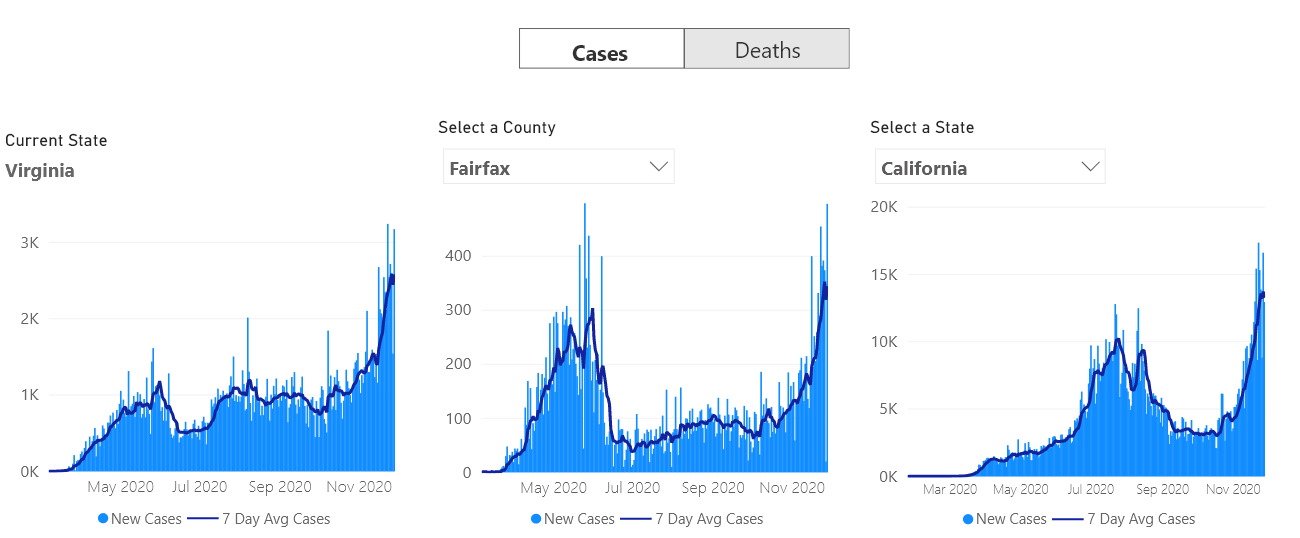 Cases Deaths
Current State
Virginia
3K
2K
1K
0K
May 2020 Jul 2020 Sep 2020 Nov 2020
New Cases 7 Day Avg Cases
Select a County
Fairfax
400
300
200
100
0
May 2020 Jul 2020 Sep 2020 Nov 2020
New Cases 7 Day Avg Cases
Select a State
California
20K
15K
10K
5K
0K
Mar 2020 May 2020 Jul 2020 Sep 2020 Nov 2020
New Cases 7 Day Avg Cases